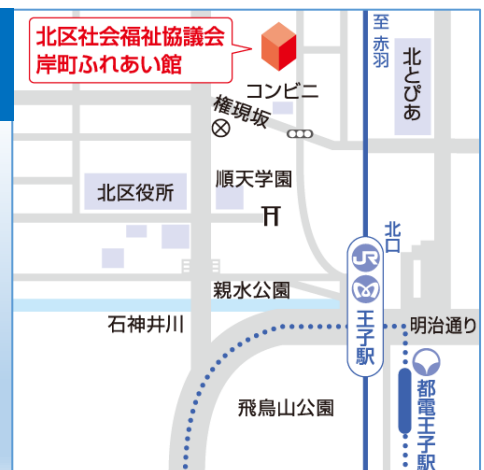 北区社会福祉協議会
岸町ふれあい館
至 赤羽
北とぴあ
コンビニ
権現坂
順天学園
北区役所
北口
JR
親水公園
王子駅
石神井川
明治通り
飛鳥山公園
都電王子駅